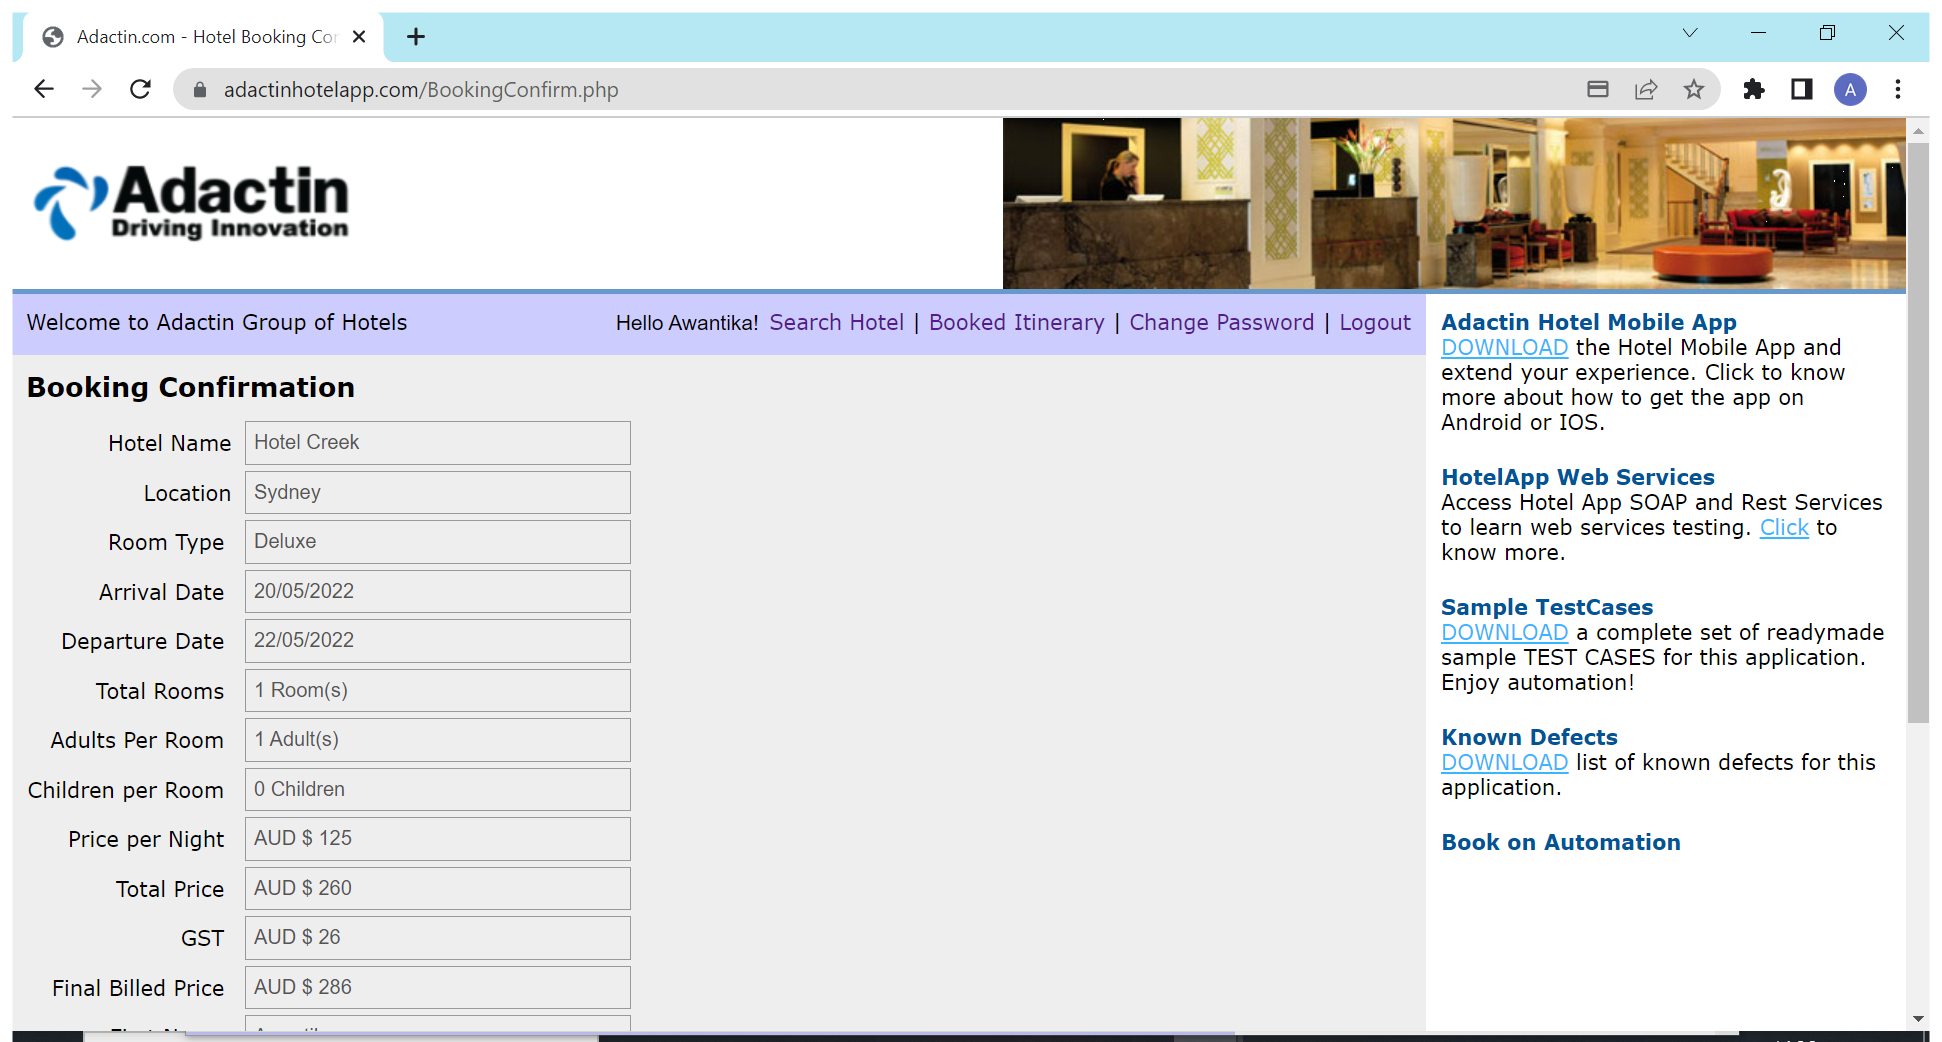 Adactin.com - Hotel Booking Cor
adactinhotelapp.com/BookingConfirm.php
A
Adactin
Driving Innovation
Welcome to Adactin Group of Hotels
Hello Awantika! Search Hotel | Booked Itinerary | Change Password | Logout
Booking Confirmation
Hotel Name Hotel Creek
Location Sydney
Room Type Deluxe
Arrival Date 20/05/2022
Departure Date 22/05/2022
Total Rooms 1 Room(s)
Adults Per Room 1 Adult(s)
Children per Room 0 Children
Price per Night AUD $ 125
Total Price AUD $ 260
GST AUD $ 26
Final Billed Price AUD $ 286
Adactin Hotel Mobile App
DOWNLOAD the Hotel Mobile App and
extend your experience. Click to know
more about how to get the app on
Android or IOS.
HotelApp Web Services
Access Hotel App SOAP and Rest Services
to learn web services testing. Click to
know more.
Sample TestCases
DOWNLOAD a complete set of readymade
sample TEST CASES for this application.
Enjoy automation!
Known Defects
DOWNLOAD list of known defects for this
application.
Book on Automation